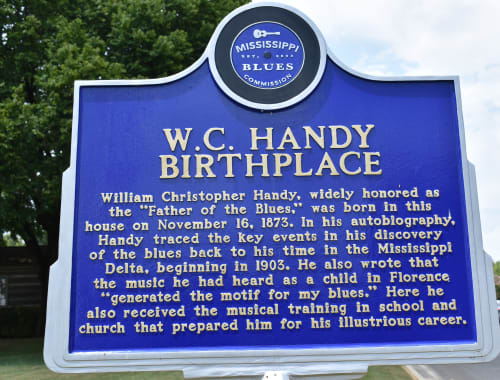 MISSISSIPPI
BLUES
COMMISSION
W.C. HANDY
BIRTHPLACE
William Christopher Handy, widely honored as
the "Father of the Blues," was born in this
house on November 16, 1873. In his autobiography,
Handy traced the key events in his discovery
of the blues back to his time in the Mississippi
Delta, beginning in 1903. He also wrote that
the music he had heard as a child in Florence
"generated the motif for my blues." Here he
also received the musical training in school and
church that prepared him for his illustrious career.